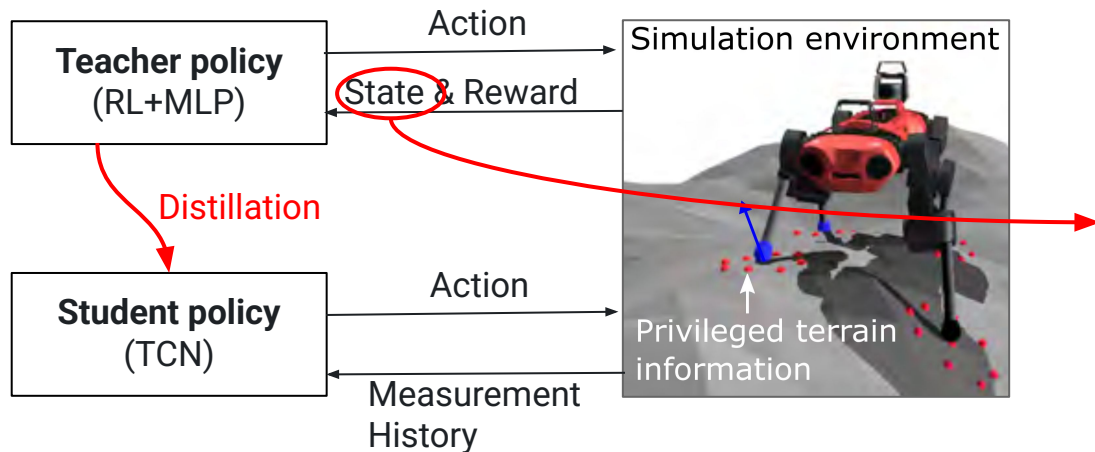 Teacher policy
(RL+MLP)
Action
State & Reward
Simulation environment
Distillation
Student policy
(TCN)
Action
Measurement
History
Privileged terrain
information